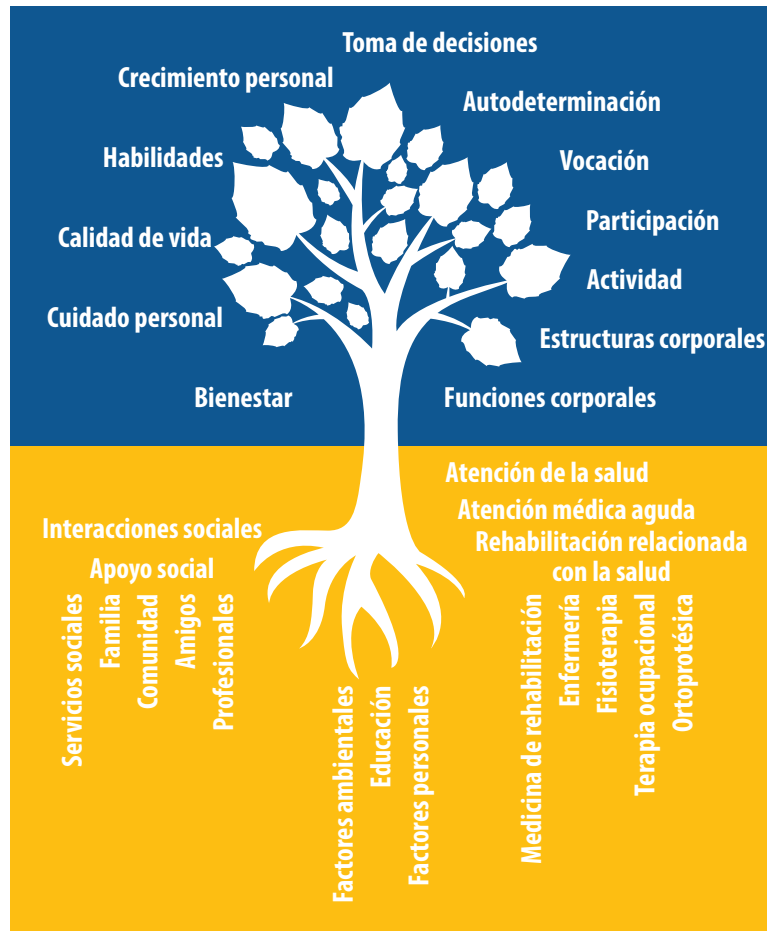 Toma de decisiones
Crecimiento personal
Autodeterminación
Habilidades
Vocación
Participación
Calidad de vida
Actividad
Cuidado personal
Estructuras corporales
Bienestar
Funciones corporales
Atención de la salud
Atención médica aguda
Interacciones sociales
Rehabilitación relacionada
con la salud
Apoyo social
Servicios sociales
Familia
Comunidad
Amigos
Profesionales
Factores ambientales
Educación
Factores personales
Medicina de rehabilitación
Enfermería
Fisioterapia
Terapia ocupacional
Ortoprotésica